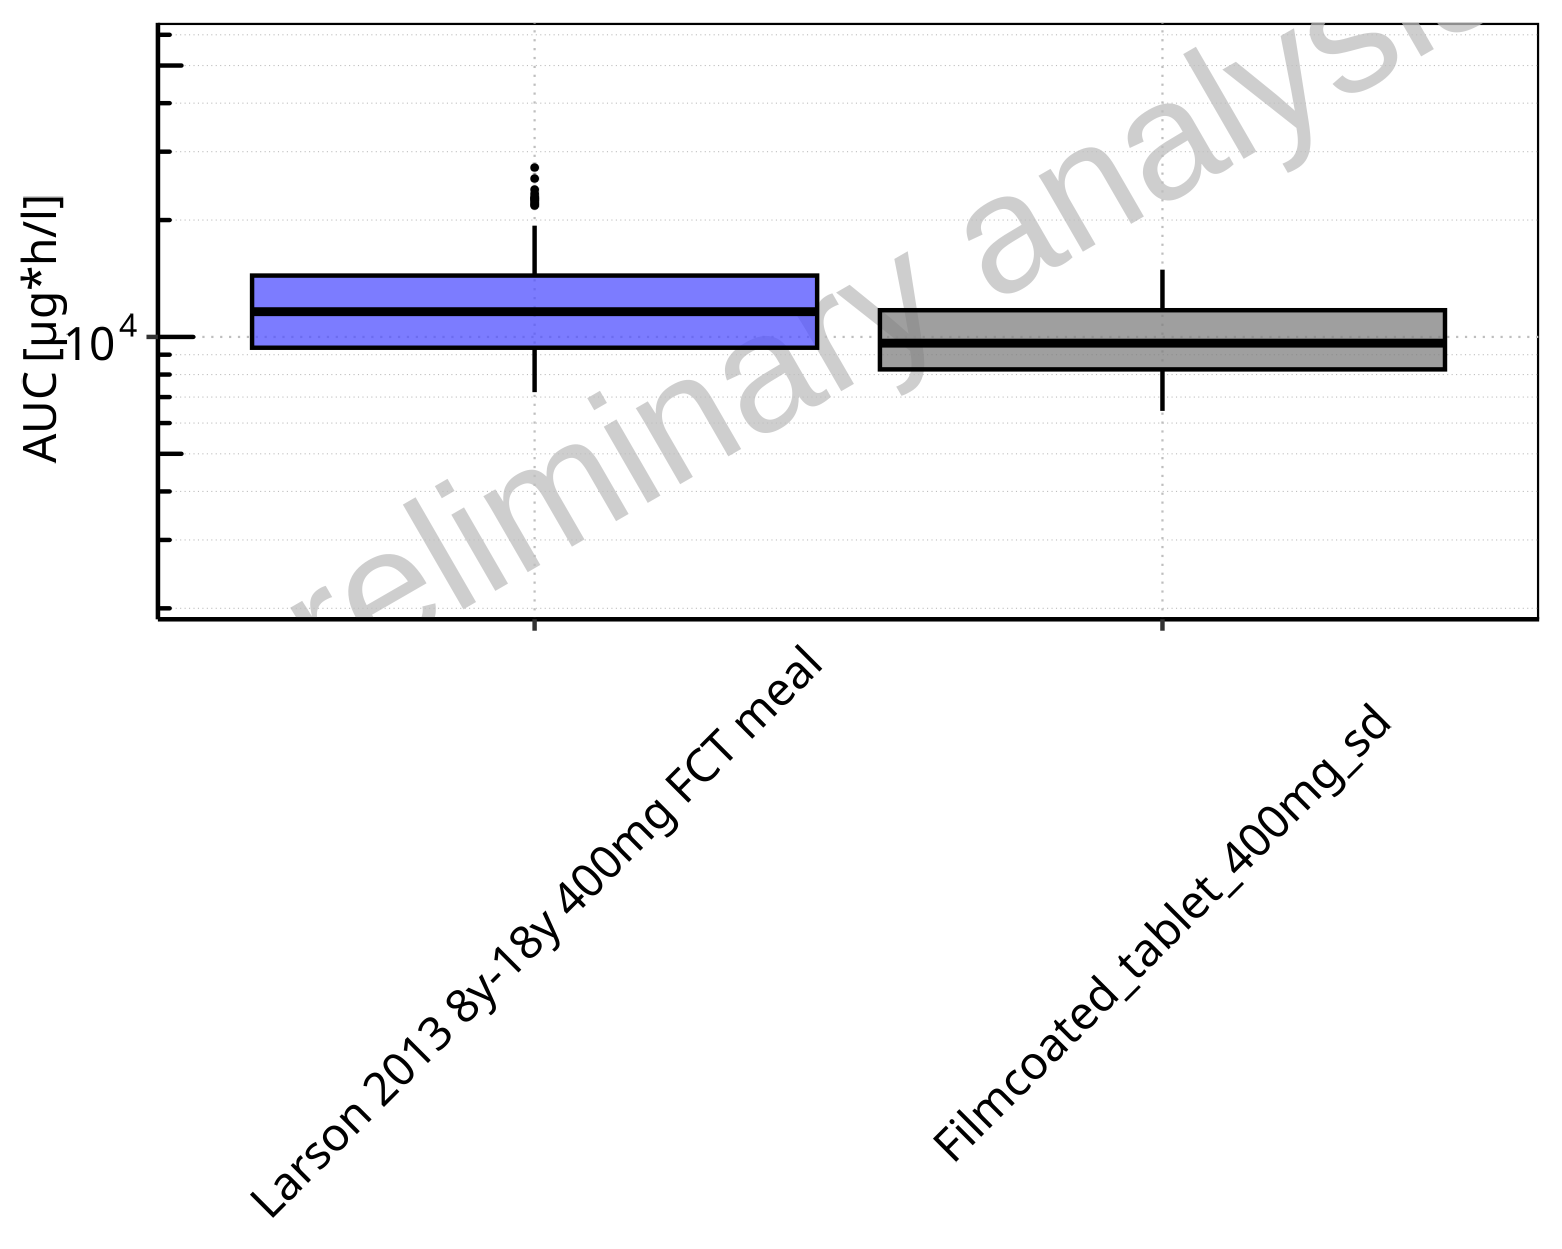 reliminary analysis
AUC [µg*h/l]
10⁴
Larson 2013 8y-18y 400mg FCT meal
Filmcoated_tablet_400mg_sd